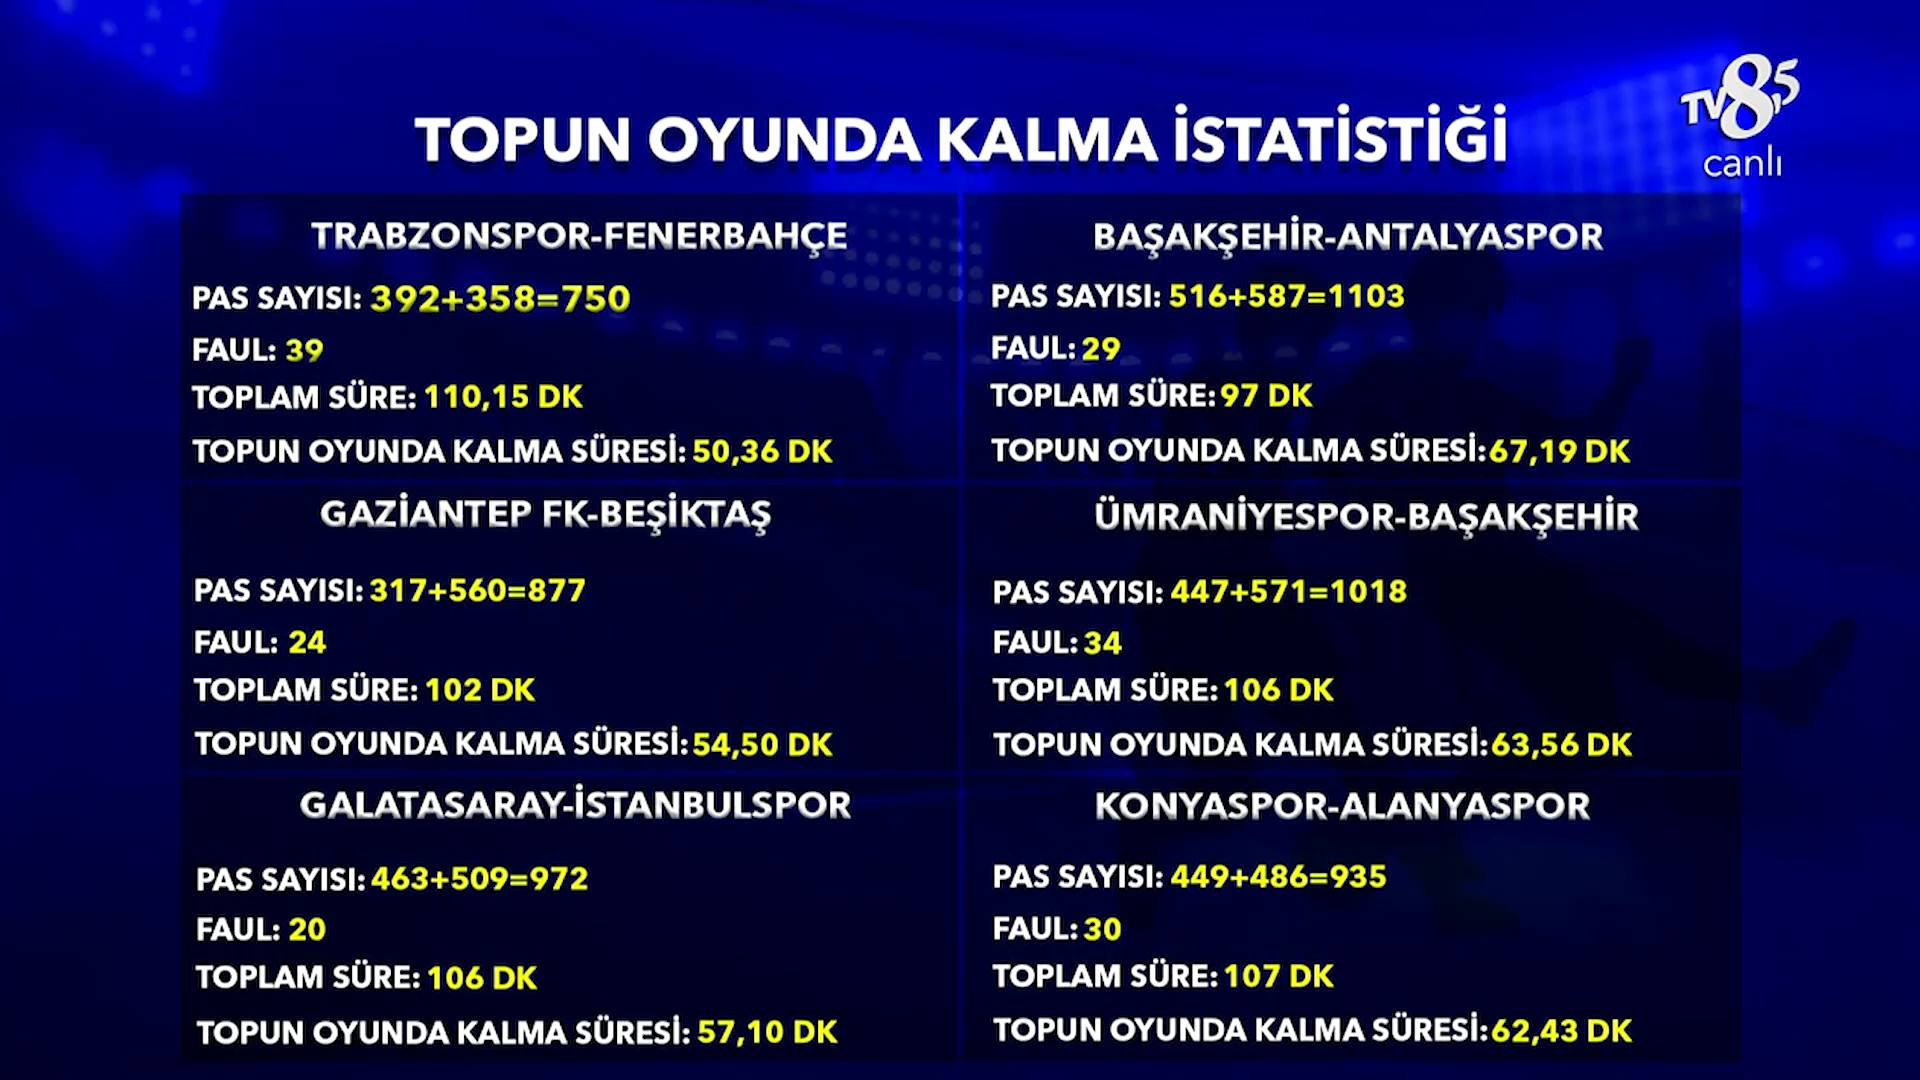 TV8,5
canlı
TOPUN OYUNDA KALMA İSTATİSTİĞİ
TRABZONSPOR-FENERBAHÇE
PAS SAYISI: 392+358=750
FAUL: 39
TOPLAM SÜRE: 110,15 DK
TOPUN OYUNDA KALMA SÜRESİ: 50,36 DK
BAŞAKŞEHİR-ANTALYASPOR
PAS SAYISI: 516+587=1103
FAUL: 29
TOPLAM SÜRE: 97 DK
TOPUN OYUNDA KALMA SÜRESİ: 67,19 DK
GAZİANTEP FK-BEŞİKTAŞ
PAS SAYISI: 317+560=877
FAUL: 24
TOPLAM SÜRE: 102 DK
TOPUN OYUNDA KALMA SÜRESİ: 54,50 DK
ÜMRANİYESPOR-BAŞAKŞEHİR
PAS SAYISI: 447+571=1018
FAUL: 34
TOPLAM SÜRE: 106 DK
TOPUN OYUNDA KALMA SÜRESİ: 63,56 DK
GALATASARAY-İSTANBULSPOR
PAS SAYISI: 463+509=972
FAUL: 20
TOPLAM SÜRE: 106 DK
TOPUN OYUNDA KALMA SÜRESİ: 57,10 DK
KONYASPOR-ALANYASPOR
PAS SAYISI: 449+486=935
FAUL: 30
TOPLAM SÜRE: 107 DK
TOPUN OYUNDA KALMA SÜRESİ: 62,43 DK